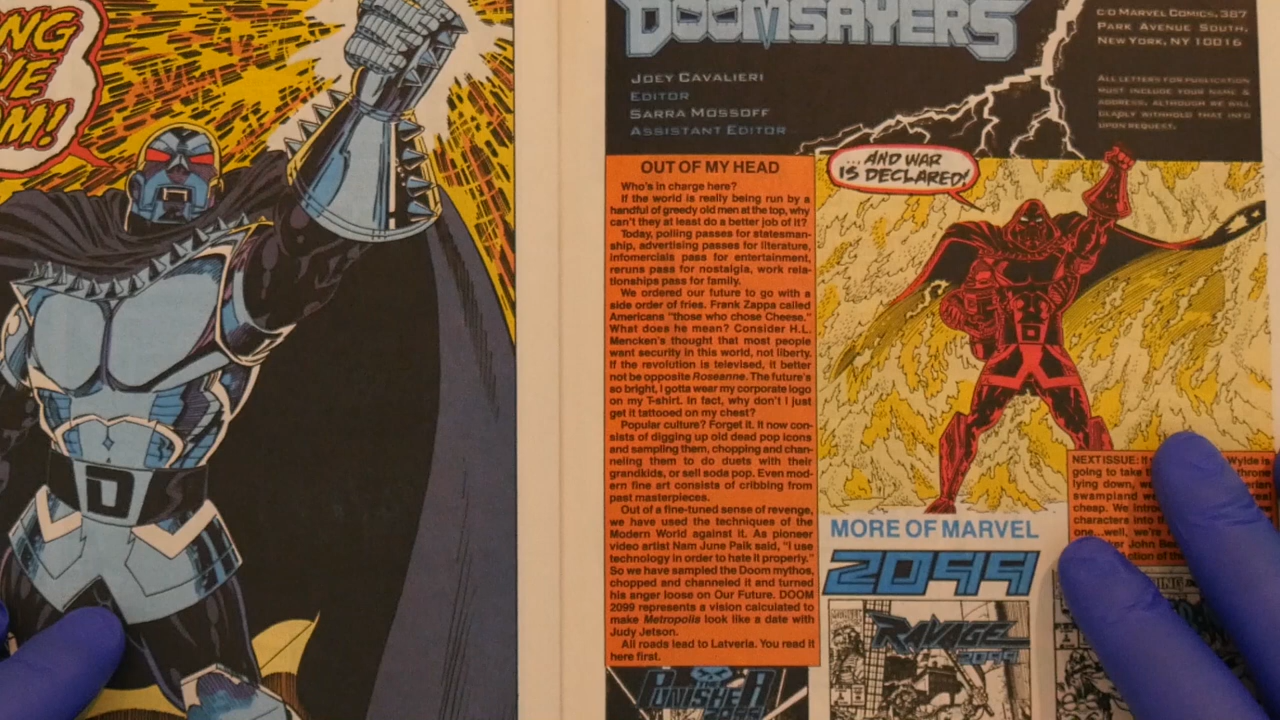 OM!
DOOMSAYERS
JOEY CAVALIERI
EDITOR
SARRA MOSSOFF
ASSISTANT EDITOR
C/O MARVEL COMICS, 387
PARK AVENUE SOUTH,
NEW YORK, NY 10016
ALL LETTERS FOR PUBLICATION
MUST INCLUDE YOUR NAME &
ADDRESS, ALTHOUGH WE WILL
GLADLY WITHHOLD THAT INFO
UPON REQUEST.
OUT OF MY HEAD
Who's in charge here?
If the world is really being run by a
handful of greedy old men at the top, why
can't they at least do a better job of it?
Today, polling passes for statesman-
ship, advertising passes for literature,
infomercials pass for entertainment,
reruns pass for nostalgia, work rela-
tionships pass for family.
We ordered our future to go with a
side order of fries. Frank Zappa called
Americans "those who chose Cheese."
What does he mean? Consider H.L.
Mencken's thought that most people
want security in this world, not liberty.
If the revolution is televised, it better
not be opposite Roseanne. The future's
so bright, I gotta wear my corporate logo
on my T-shirt. In fact, why don't I just
get it tattooed on my chest?
Popular culture? Forget it. It now con-
sists of digging up old dead pop icons
and sampling them, chopping and chan-
neling them to do duets with their
grandkids, or sell soda pop. Even mod-
ern fine art consists of cribbing from
past masterpieces.
Out of a fine-tuned sense of revenge,
we have used the techniques of the
Modern World against it. As pioneer
video artist Nam June Paik said, "I use
technology in order to hate it properly."
So we have sampled the Doom mythos,
chopped and channeled it and turned
his anger loose on Our Future. DOOM
2099 represents a vision calculated to
make Metropolis look like a date with
Judy Jetson.
All roads lead to Latveria. You read it
here first.
...AND WAR
IS DECLARED!
D
D
NEXT ISSUE: Wylde is
going to take throne
lying down,
swampland
cheap. We
characters into
one...well, we're
John
ction of the
MORE OF MARVEL
2099
THE
PUNISHER
2099
RAVAGE
2099